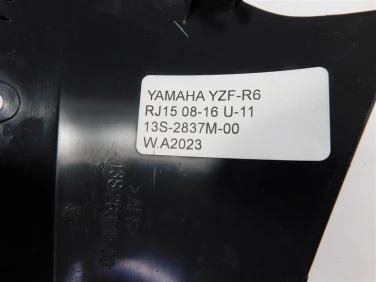 YAMAHA YZF-R6
RJ15 08-16 U-11
13S-2837M-00
W.A2023